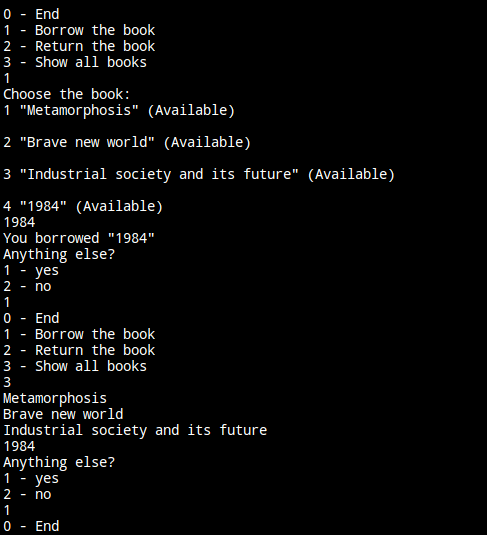 0 - End
1 - Borrow the book
2 - Return the book
3 - Show all books
1
Choose the book:
1 "Metamorphosis" (Available)
2 "Brave new world" (Available)
3 "Industrial society and its future" (Available)
4 "1984" (Available)
1984
You borrowed "1984"
Anything else?
1 - yes
2 - no
1
0 - End
1 - Borrow the book
2 - Return the book
3 - Show all books
3
Metamorphosis
Brave new world
Industrial society and its future
1984
Anything else?
1 - yes
2 - no
1
0 - End